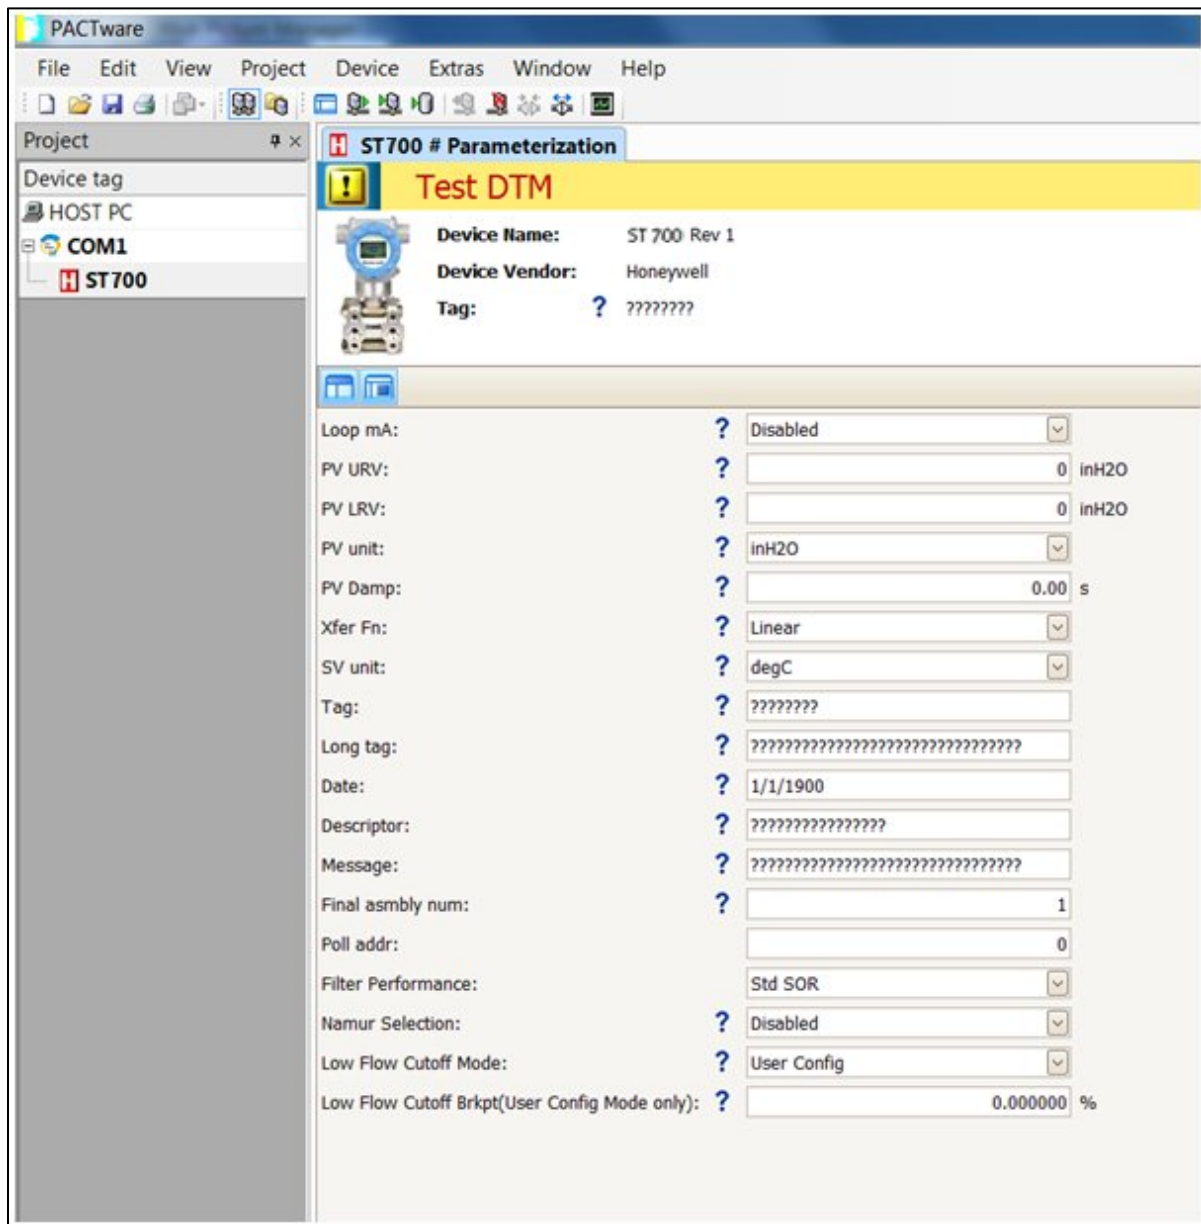 PACTware
File Edit View Project Device Extras Window Help
Project
ST700 # Parameterization
Device tag
Test DTM
HOST PC
COM1
ST700
Device Name: ST 700 Rev 1
Device Vendor: Honeywell
Tag: ? ????????
Loop mA: ? Disabled
PV URV: ? 0 inH2O
PV LRV: ? 0 inH2O
PV unit: ? inH2O
PV Damp: ? 0.00 s
Xfer Fn: ? Linear
SV unit: ? degC
Tag: ? ????????
Long tag: ? ????????????????????????????????
Date: ? 1/1/1900
Descriptor: ? ????????????????
Message: ? ????????????????????????????????
Final asmbly num: ? 1
Poll addr: 0
Filter Performance: Std SOR
Namur Selection: ? Disabled
Low Flow Cutoff Mode: ? User Config
Low Flow Cutoff Brkpt(User Config Mode only): ? 0.000000 %